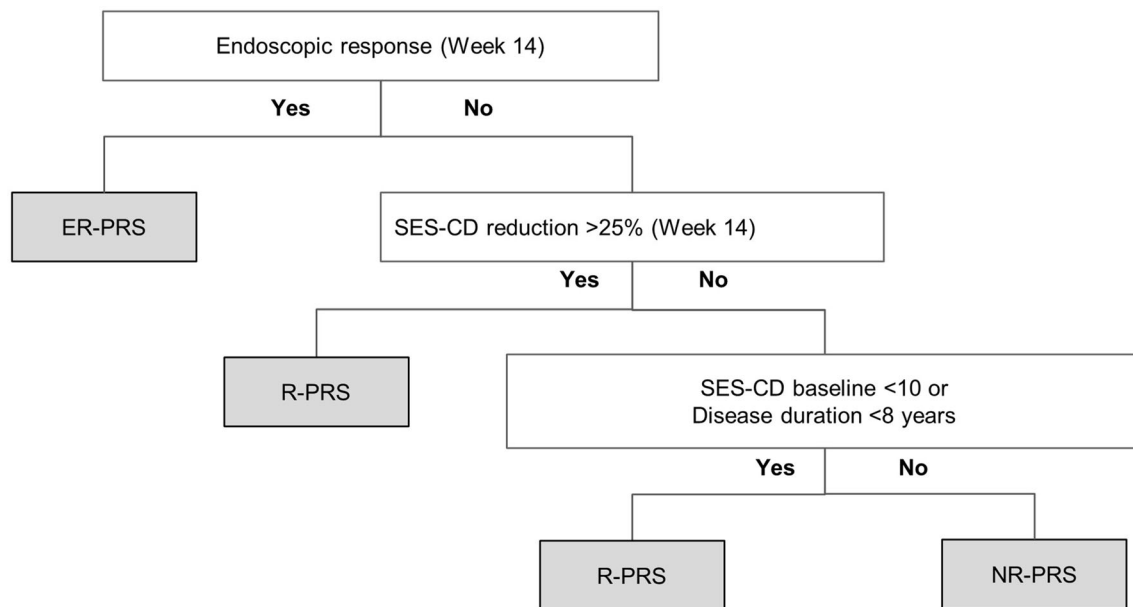 Endoscopic response (Week 14)
Yes No
ER-PRS
SES-CD reduction >25% (Week 14)
Yes No
R-PRS
SES-CD baseline <10 or
Disease duration <8 years
Yes No
R-PRS
NR-PRS